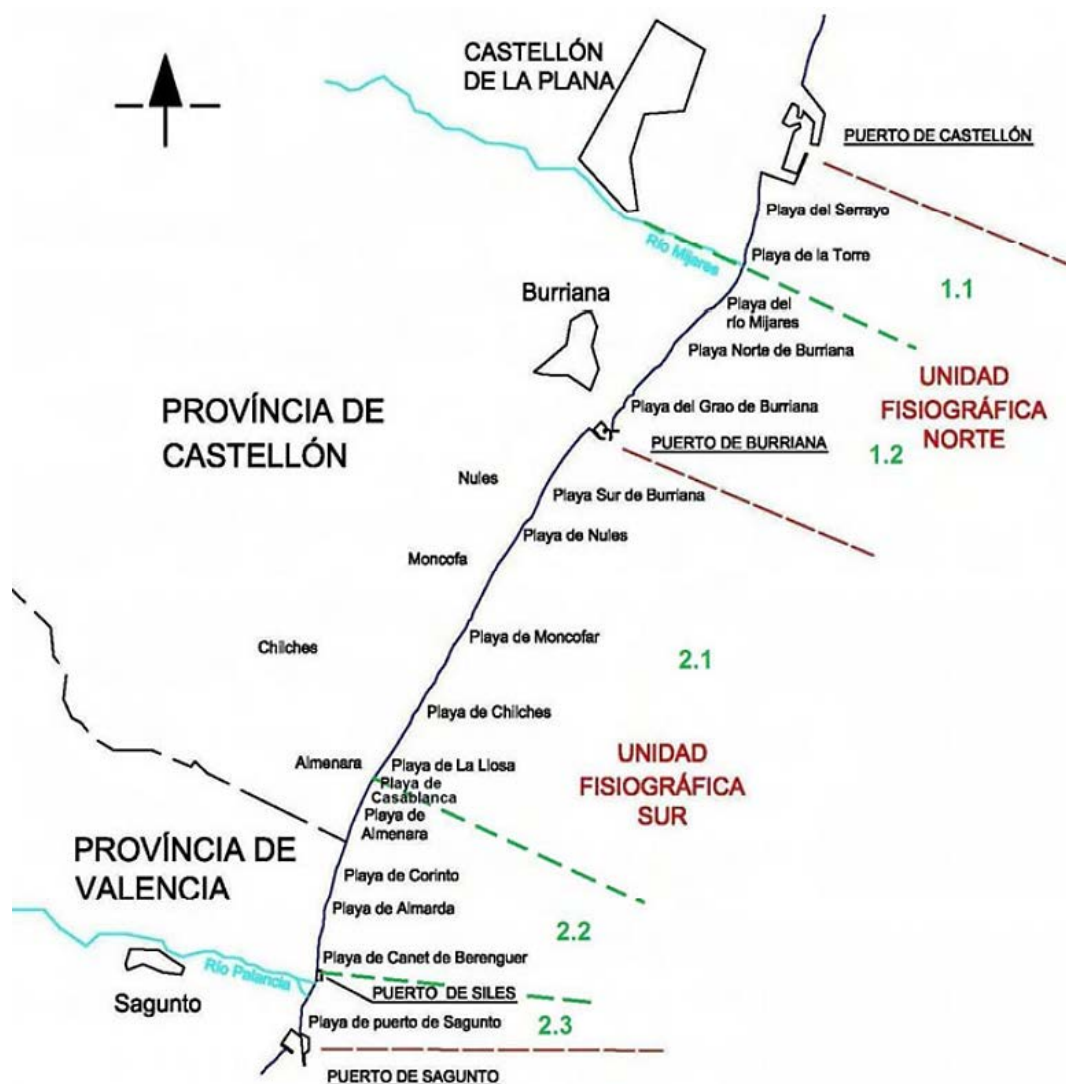 CASTELLÓN
DE LA PLANA
PUERTO DE CASTELLÓN
Playa del Serrayo
Río Mijares
Playa de la Torre
1.1
Burriana
Playa del
río Mijares
Playa Norte de Burriana
UNIDAD
FISIOGRÁFICA
NORTE
PROVÍNCIA DE
CASTELLÓN
Playa del Grao de Burriana
PUERTO DE BURRIANA
1.2
Nules
Playa Sur de Burriana
Playa de Nules
Moncofa
Playa de Moncofar
Chilches
2.1
Playa de Chilches
UNIDAD
FISIOGRÁFICA
SUR
Almenara
Playa de La Llosa
Playa de
Casablanca
Playa de
Almenara
PROVÍNCIA DE
VALENCIA
Playa de Corinto
Playa de Almarda
2.2
Playa de Canet de Berenguer
Río Palancia
PUERTO DE SILES
Sagunto
Playa de puerto de Sagunto
2.3
PUERTO DE SAGUNTO